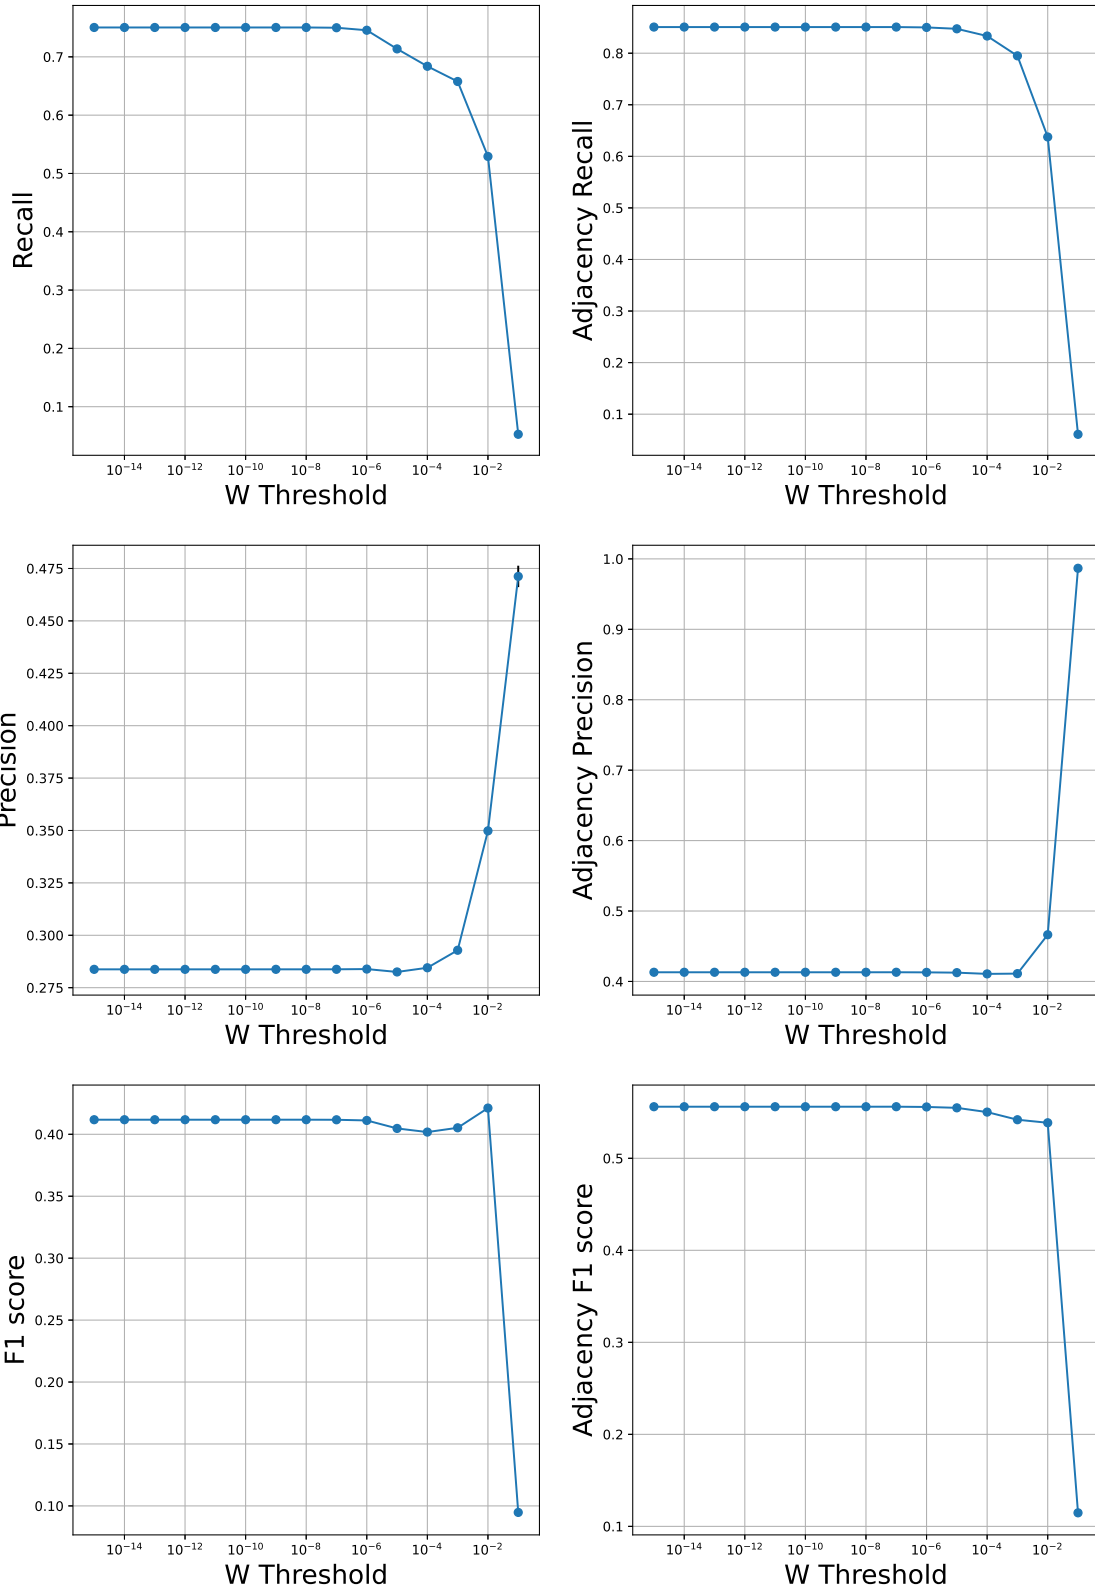 Recall
0.7
0.6
0.5
0.4
0.3
0.2
0.1
10⁻¹⁴ 10⁻¹² 10⁻¹⁰ 10⁻⁸ 10⁻⁶ 10⁻⁴ 10⁻²
W Threshold
Adjacency Recall
0.8
0.7
0.6
0.5
0.4
0.3
0.2
0.1
10⁻¹⁴ 10⁻¹² 10⁻¹⁰ 10⁻⁸ 10⁻⁶ 10⁻⁴ 10⁻²
W Threshold
Precision
0.475
0.450
0.425
0.400
0.375
0.350
0.325
0.300
0.275
10⁻¹⁴ 10⁻¹² 10⁻¹⁰ 10⁻⁸ 10⁻⁶ 10⁻⁴ 10⁻²
W Threshold
Adjacency Precision
1.0
0.9
0.8
0.7
0.6
0.5
0.4
10⁻¹⁴ 10⁻¹² 10⁻¹⁰ 10⁻⁸ 10⁻⁶ 10⁻⁴ 10⁻²
W Threshold
F1 score
0.40
0.35
0.30
0.25
0.20
0.15
0.10
10⁻¹⁴ 10⁻¹² 10⁻¹⁰ 10⁻⁸ 10⁻⁶ 10⁻⁴ 10⁻²
W Threshold
Adjacency F1 score
0.5
0.4
0.3
0.2
0.1
10⁻¹⁴ 10⁻¹² 10⁻¹⁰ 10⁻⁸ 10⁻⁶ 10⁻⁴ 10⁻²
W Threshold